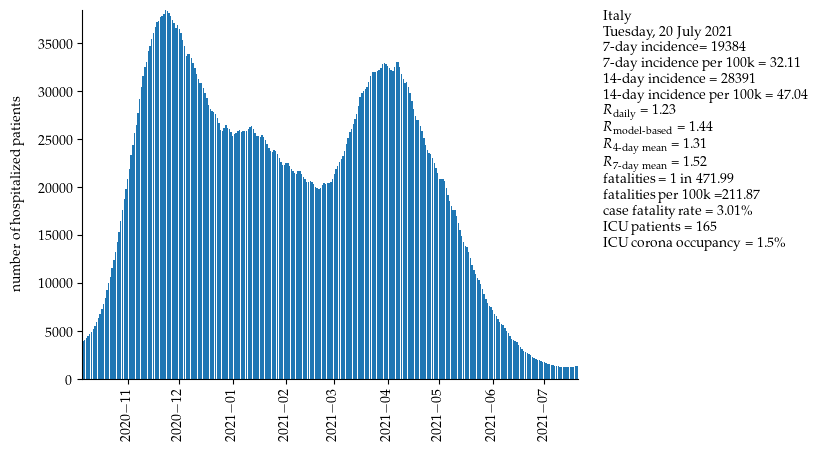 Italy
Tuesday, 20 July 2021
7-day incidence= 19384
7-day incidence per 100k = 32.11
14-day incidence = 28391
14-day incidence per 100k = 47.04
R_daily = 1.23
R_model-based = 1.44
R_4-day mean = 1.31
R_7-day mean = 1.52
fatalities = 1 in 471.99
fatalities per 100k =211.87
case fatality rate = 3.01%
ICU patients = 165
ICU corona occupancy = 1.5%
number of hospitalized patients
35000
30000
25000
20000
15000
10000
5000
0
2020−11
2020−12
2021−01
2021−02
2021−03
2021−04
2021−05
2021−06
2021−07